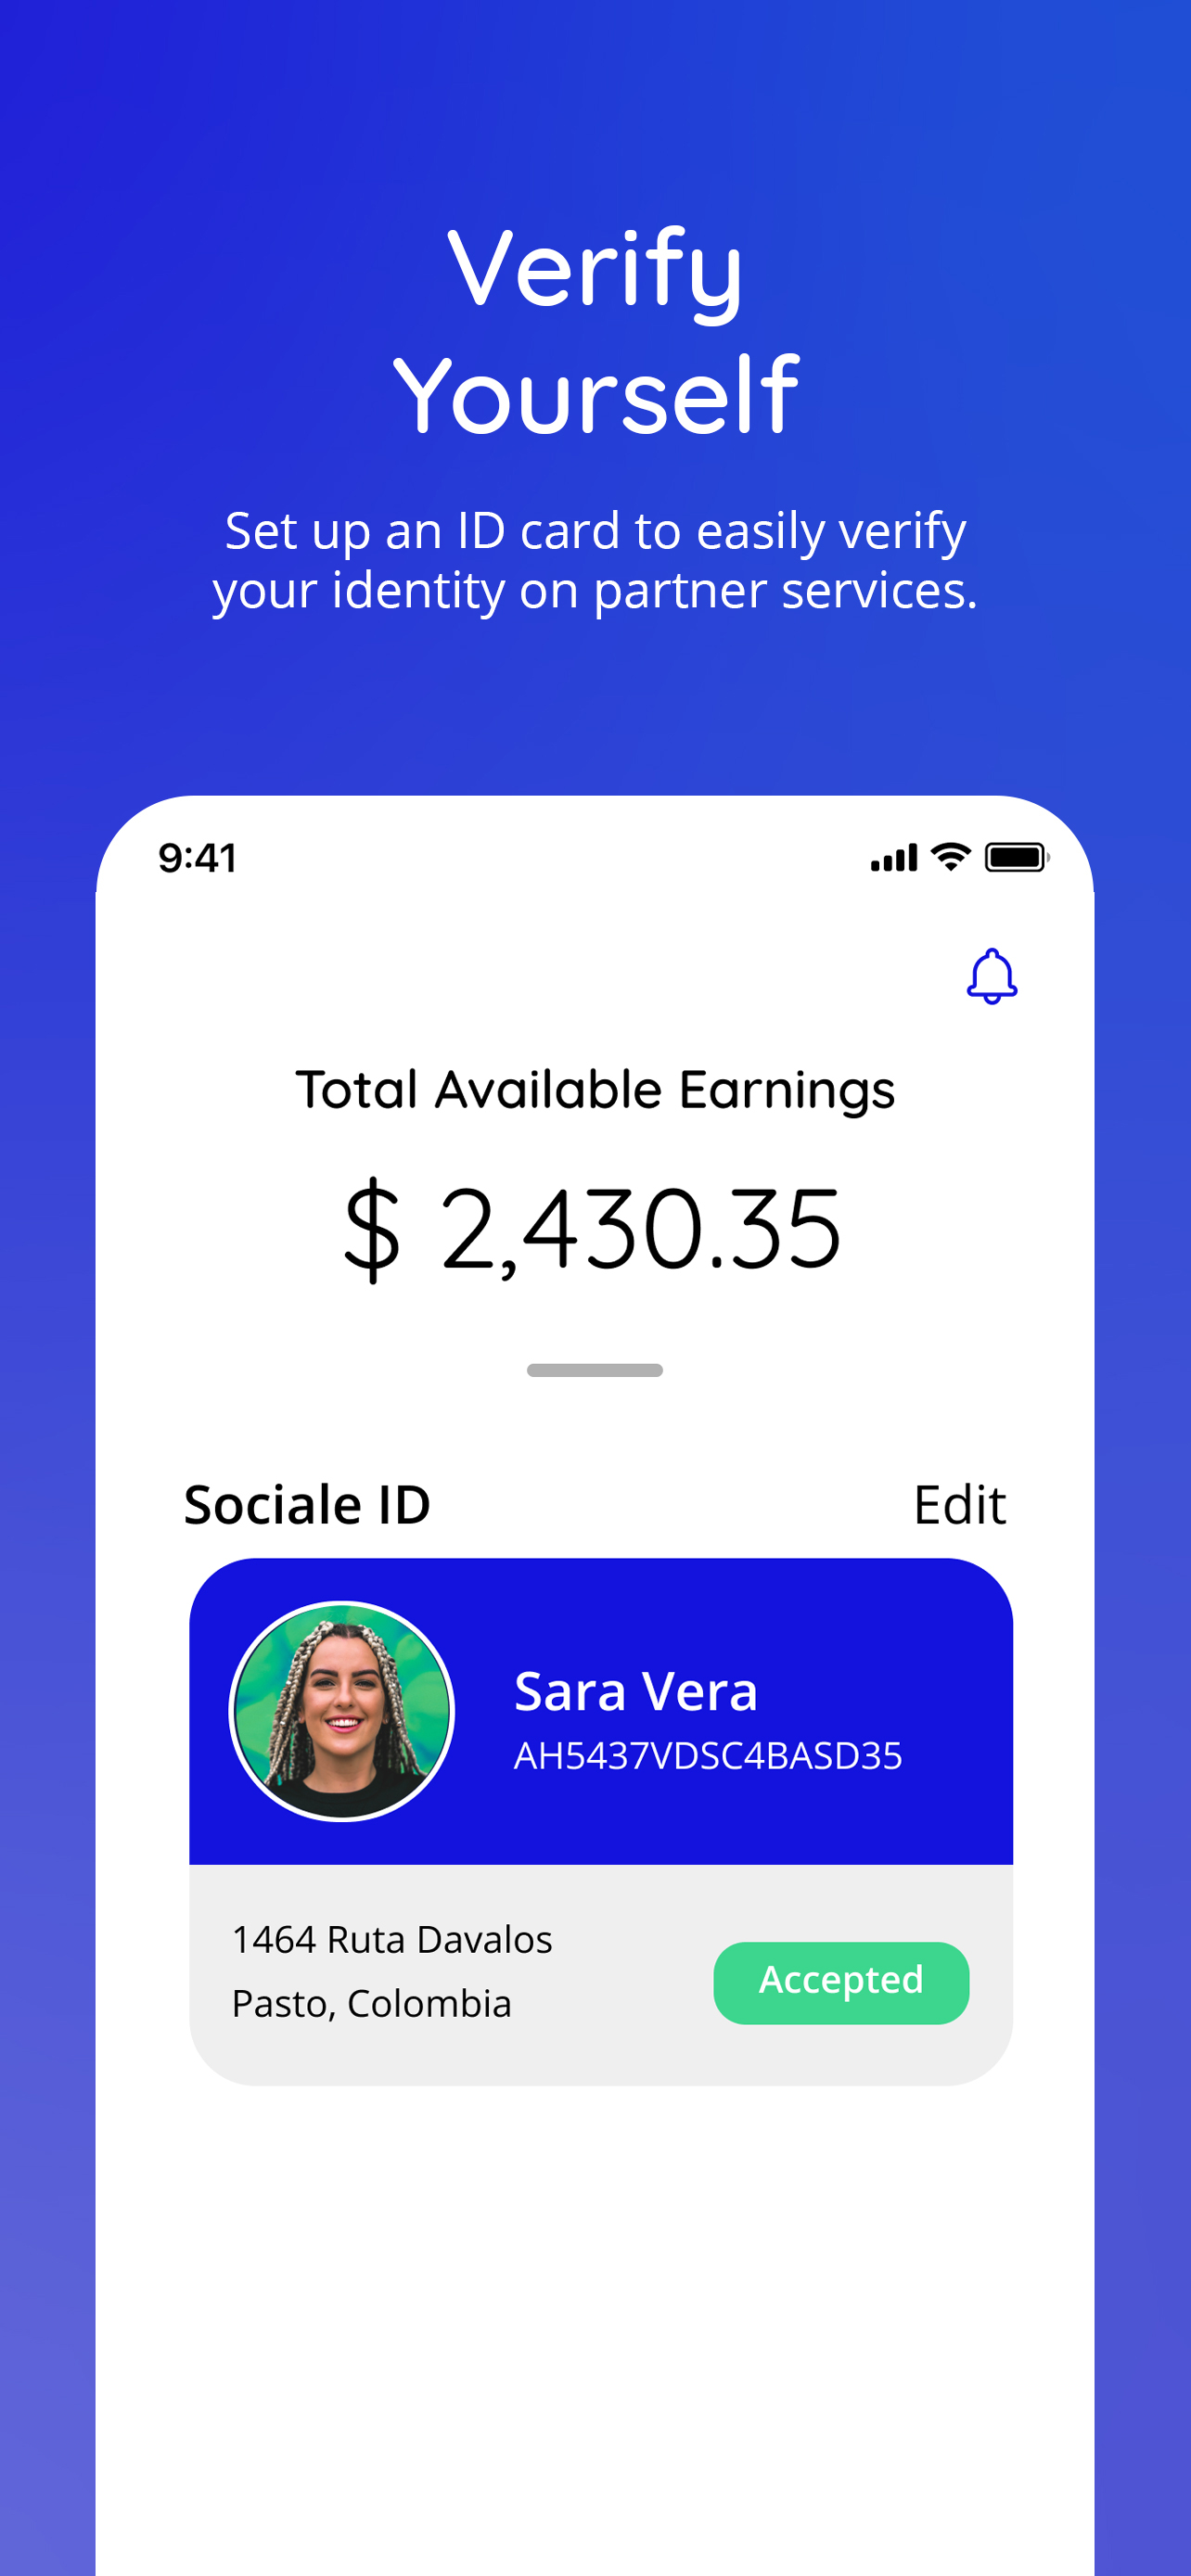 Verify
Yourself
Set up an ID card to easily verify
your identity on partner services.
9:41
Total Available Earnings
$ 2,430.35
Sociale ID
Edit
Sara Vera
AH5437VDSC4BASD35
1464 Ruta Davalos
Pasto, Colombia
Accepted